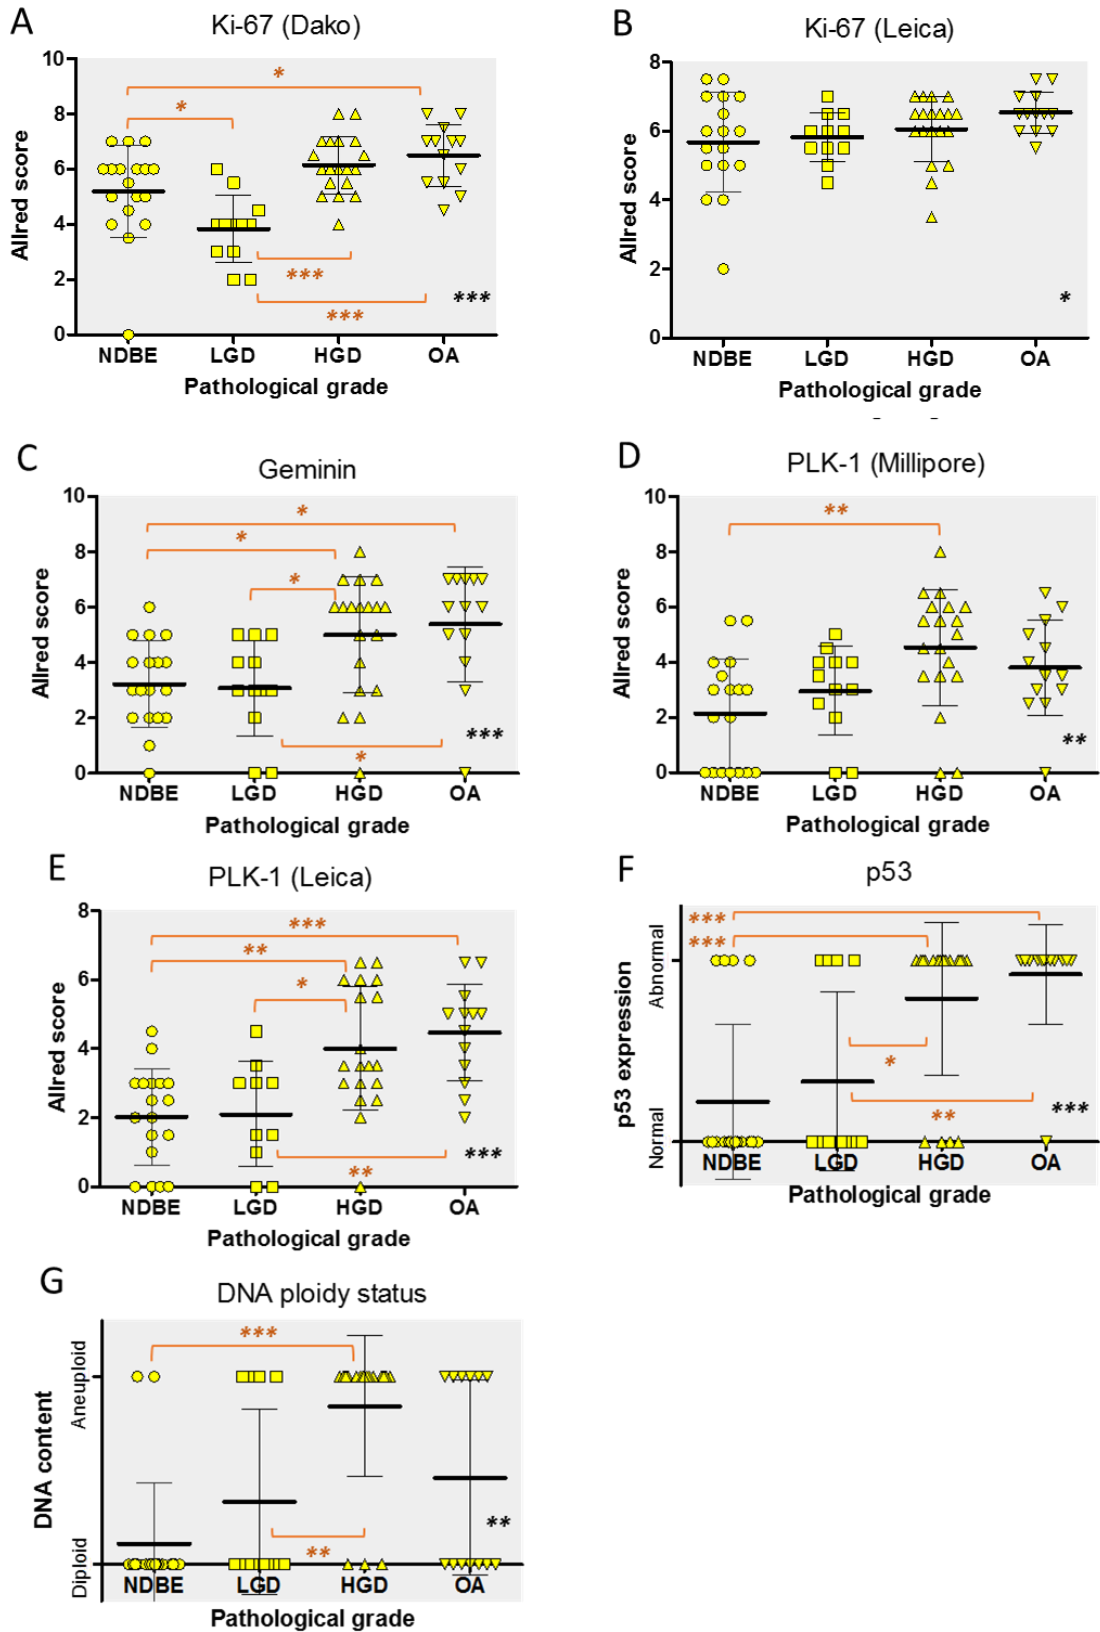 A
Ki-67 (Dako)
10
8
6
4
2
0
Allred score
*
*
***
***
***
NDBE LGD HGD OA
Pathological grade
B
Ki-67 (Leica)
8
6
4
2
0
Allred score
*
NDBE LGD HGD OA
Pathological grade
C
Geminin
10
8
6
4
2
0
Allred score
*
*
*
*
***
NDBE LGD HGD OA
Pathological grade
D
PLK-1 (Millipore)
10
8
6
4
2
0
Allred score
**
**
NDBE LGD HGD OA
Pathological grade
E
PLK-1 (Leica)
8
6
4
2
0
Allred score
***
**
*
**
***
NDBE LGD HGD OA
Pathological grade
F
p53
Abnormal
Normal
p53 expression
***
***
*
**
***
NDBE LGD HGD OA
Pathological grade
G
DNA ploidy status
Aneuploid
Diploid
DNA content
***
**
**
NDBE LGD HGD OA
Pathological grade